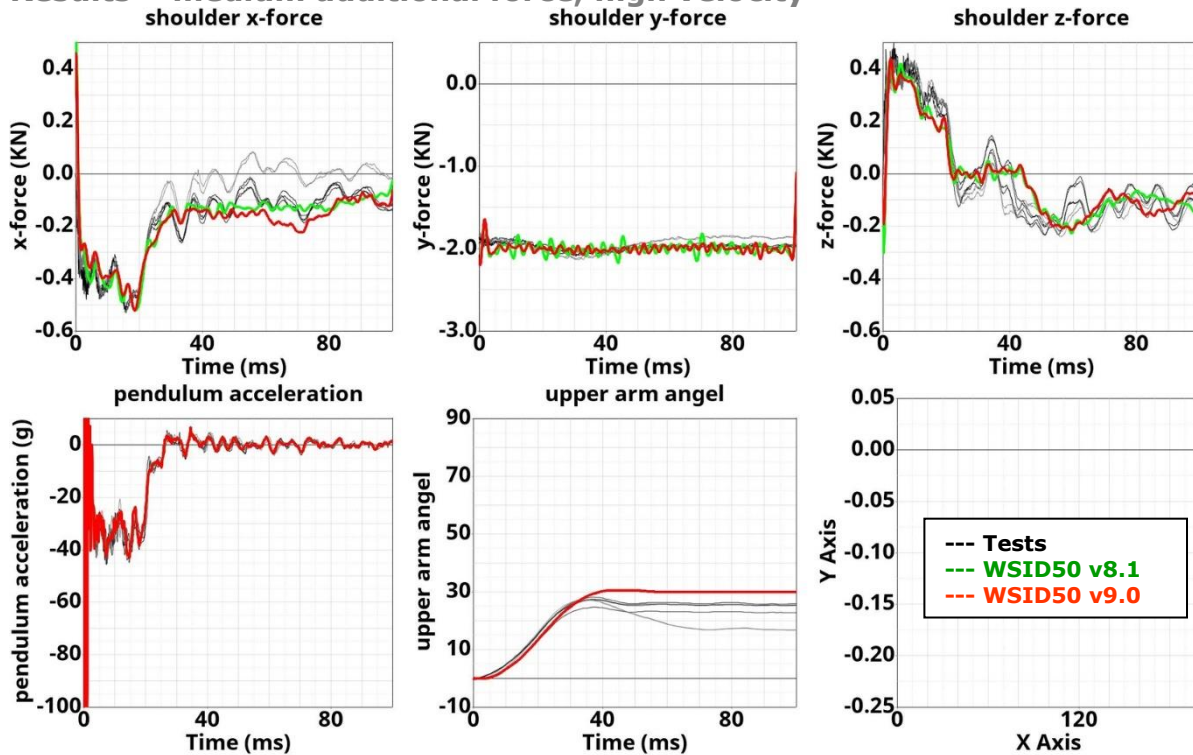 Results – medium additional force, high velocity
shoulder x-force
x-force (KN)
0.4
0.2
0.0
-0.2
-0.4
-0.6
0
40
80
Time (ms)
shoulder y-force
y-force (KN)
0.0
-1.0
-2.0
-3.0
0
40
80
Time (ms)
shoulder z-force
z-force (KN)
0.4
0.2
0.0
-0.2
-0.4
-0.6
0
40
80
Time (ms)
pendulum acceleration
pendulum acceleration (g)
0
-20
-40
-60
-80
-100
0
40
80
Time (ms)
upper arm angel
upper arm angel
90
70
50
30
10
-10
0
40
80
Time (ms)
Y Axis
0.05
0.00
-0.05
-0.10
-0.15
-0.20
-0.25
0
120
X Axis
--- Tests
--- WSID50 v8.1
--- WSID50 v9.0